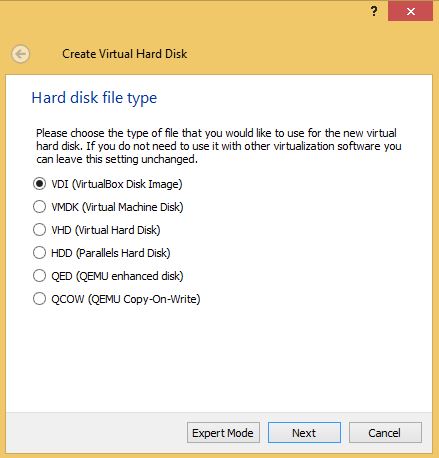 ?
Create Virtual Hard Disk
Hard disk file type
Please choose the type of file that you would like to use for the new virtual
hard disk. If you do not need to use it with other virtualization software you
can leave this setting unchanged.
VDI (VirtualBox Disk Image)
VMDK (Virtual Machine Disk)
VHD (Virtual Hard Disk)
HDD (Parallels Hard Disk)
QED (QEMU enhanced disk)
QCOW (QEMU Copy-On-Write)
Expert Mode Next Cancel